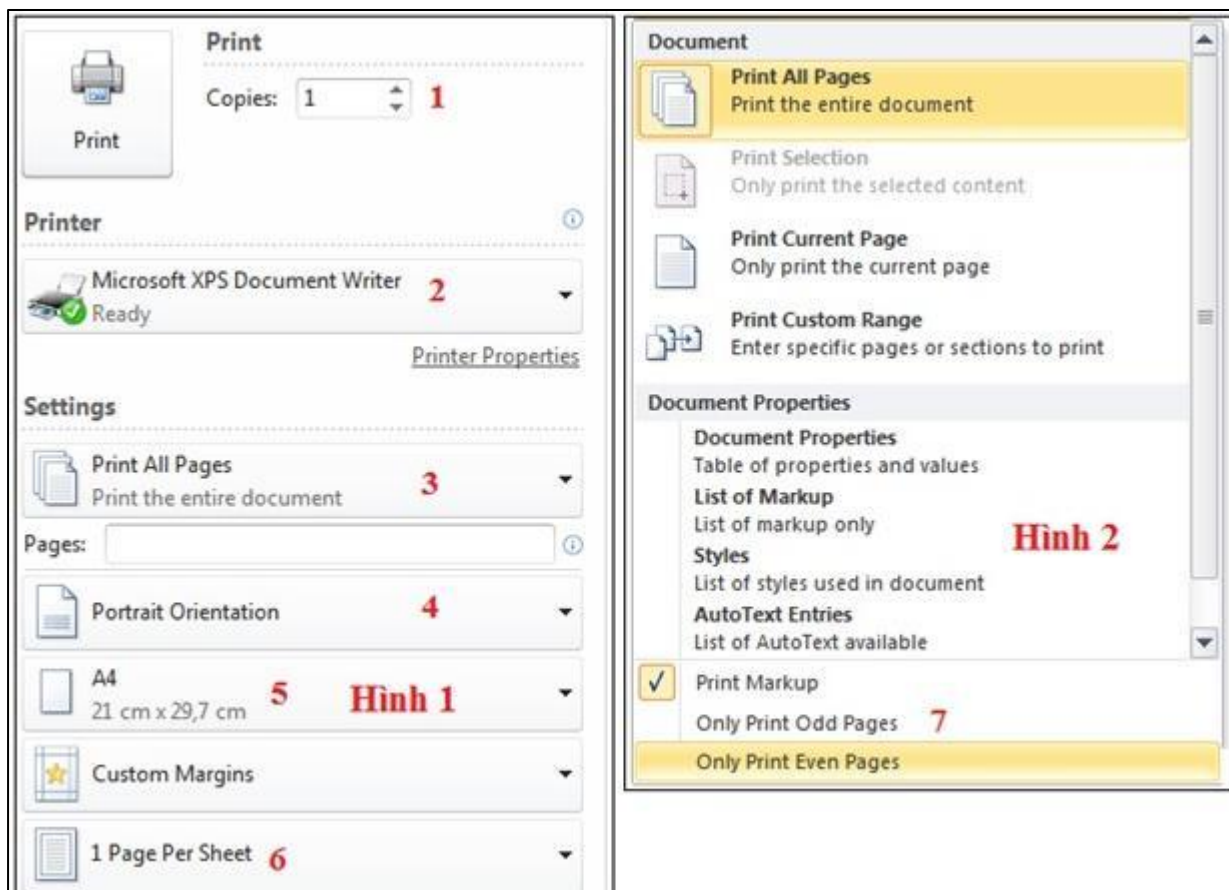 Print
Copies: 1 1
Print
Printer
Microsoft XPS Document Writer 2
Ready
Printer Properties
Settings
Print All Pages
Print the entire document 3
Pages:
Portrait Orientation 4
A4
21 cm x 29,7 cm 5 Hình 1
Custom Margins
1 Page Per Sheet 6
Document
Print All Pages
Print the entire document
Print Selection
Only print the selected content
Print Current Page
Only print the current page
Print Custom Range
Enter specific pages or sections to print
Document Properties
Document Properties
Table of properties and values
List of Markup
List of markup only
Hình 2
Styles
List of styles used in document
AutoText Entries
List of AutoText available
Print Markup
Only Print Odd Pages 7
Only Print Even Pages